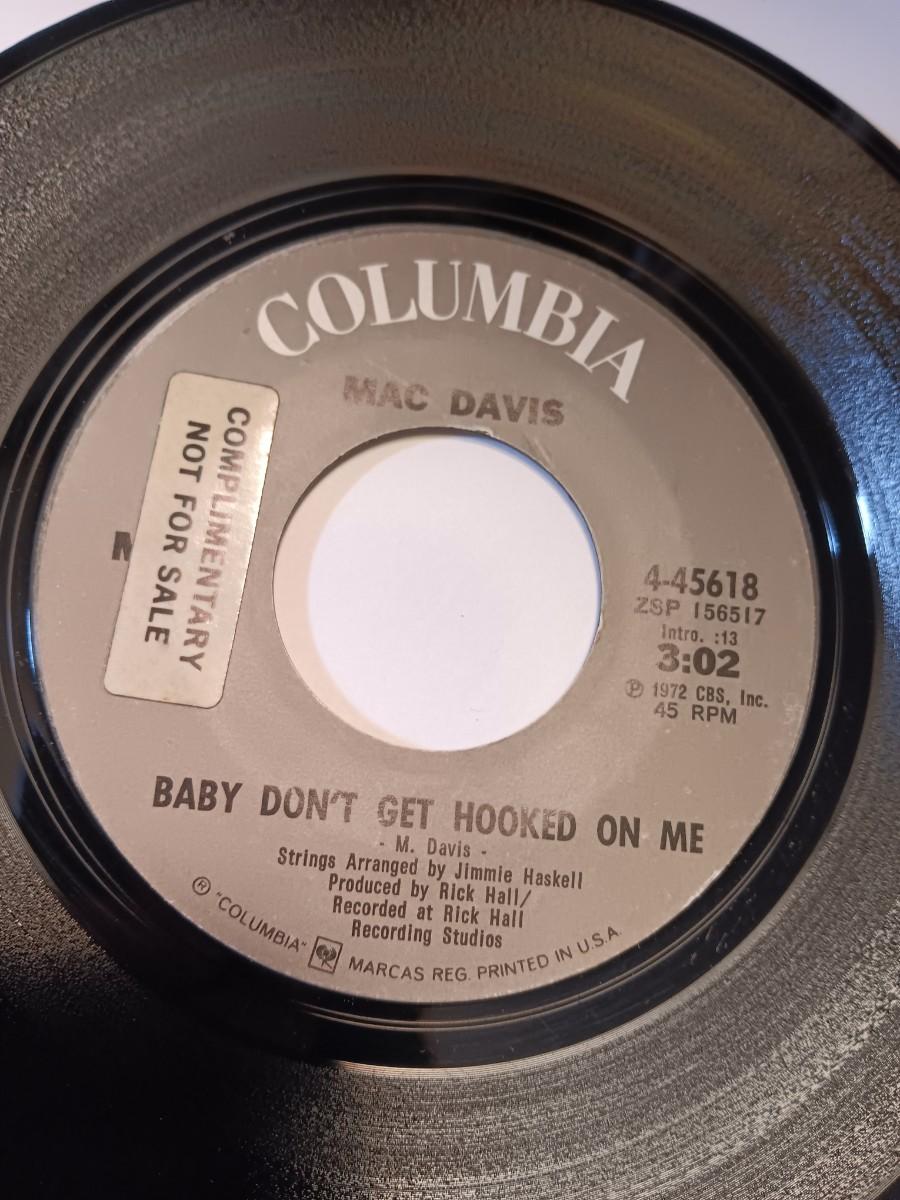 COLUMBIA
MAC DAVIS
COMPLIMENTARY
NOT FOR SALE
4-45618
ZSP 156517
Intro. :13
3:02
Ⓟ 1972 CBS, Inc.
45 RPM
BABY DON'T GET HOOKED ON ME
- M. Davis -
Strings Arranged by Jimmie Haskell
Produced by Rick Hall/
Recorded at Rick Hall
Recording Studios
® "COLUMBIA" MARCAS REG. PRINTED IN U.S.A.